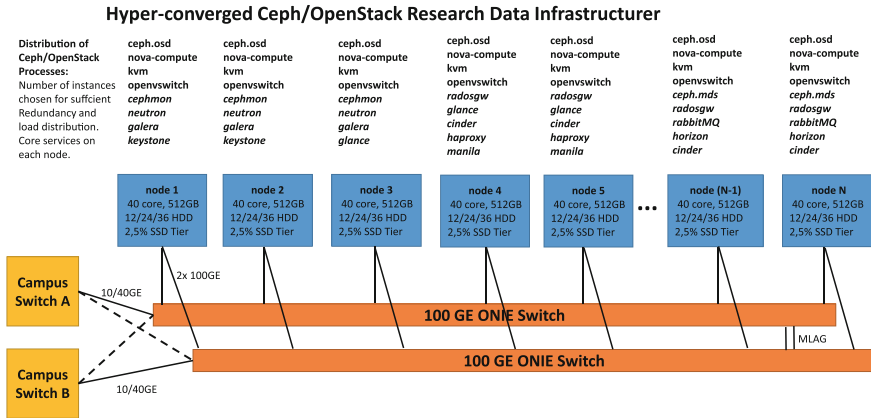 Hyper-converged Ceph/OpenStack Research Data Infrastructurer
Distribution of
Ceph/OpenStack
Processes:
Number of instances
chosen for suffcient
Redundancy and
load distribution.
Core services on
each node.
ceph.osd
nova-compute
kvm
openvswitch
cephmon
neutron
galera
keystone
ceph.osd
nova-compute
kvm
openvswitch
cephmon
neutron
galera
keystone
ceph.osd
nova-compute
kvm
openvswitch
cephmon
neutron
galera
glance
ceph.osd
nova-compute
kvm
openvswitch
radosgw
glance
cinder
haproxy
manila
ceph.osd
nova-compute
kvm
openvswitch
radosgw
glance
cinder
haproxy
manila
ceph.osd
nova-compute
kvm
openvswitch
ceph.mds
radosgw
rabbitMQ
horizon
cinder
ceph.osd
nova-compute
kvm
openvswitch
ceph.mds
radosgw
rabbitMQ
horizon
cinder
node 1
40 core, 512GB
12/24/36 HDD
2,5% SSD Tier
node 2
40 core, 512GB
12/24/36 HDD
2,5% SSD Tier
node 3
40 core, 512GB
12/24/36 HDD
2,5% SSD Tier
node 4
40 core, 512GB
12/24/36 HDD
2,5% SSD Tier
node 5
40 core, 512GB
12/24/36 HDD
2,5% SSD Tier
...
node (N-1)
40 core, 512GB
12/24/36 HDD
2,5% SSD Tier
node N
40 core, 512GB
12/24/36 HDD
2,5% SSD Tier
2x 100GE
Campus
Switch A
10/40GE
100 GE ONIE Switch
MLAG
100 GE ONIE Switch
Campus
Switch B
10/40GE